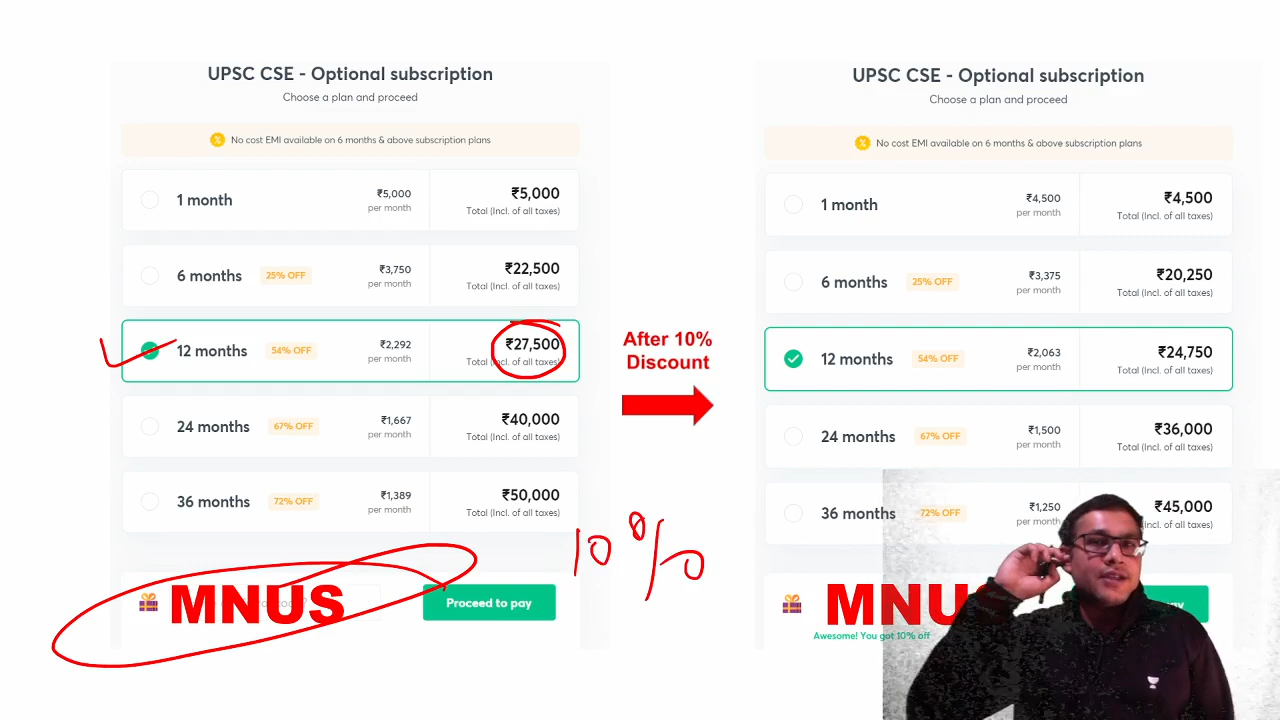 UPSC CSE - Optional subscription
Choose a plan and proceed
No cost EMI available on 6 months & above subscription plans
1 month ₹5,000 per month ₹5,000 Total (Incl. of all taxes)
6 months 25% OFF ₹3,750 per month ₹22,500 Total (Incl. of all taxes)
12 months 54% OFF ₹2,292 per month ₹27,500 Total (Incl. of all taxes)
24 months 67% OFF ₹1,667 per month ₹40,000 Total (Incl. of all taxes)
36 months 72% OFF ₹1,389 per month ₹50,000 Total (Incl. of all taxes)
MNUS
Proceed to pay
10%
After 10%
Discount
UPSC CSE - Optional subscription
Choose a plan and proceed
No cost EMI available on 6 months & above subscription plans
1 month ₹4,500 per month ₹4,500 Total (Incl. of all taxes)
6 months 25% OFF ₹3,375 per month ₹20,250 Total (Incl. of all taxes)
12 months 54% OFF ₹2,063 per month ₹24,750 Total (Incl. of all taxes)
24 months 67% OFF ₹1,500 per month ₹36,000 Total (Incl. of all taxes)
36 months 72% OFF ₹1,250 per month ₹45,000 (Incl. of all taxes)
MNU
pay
Awesome! You got 10% off